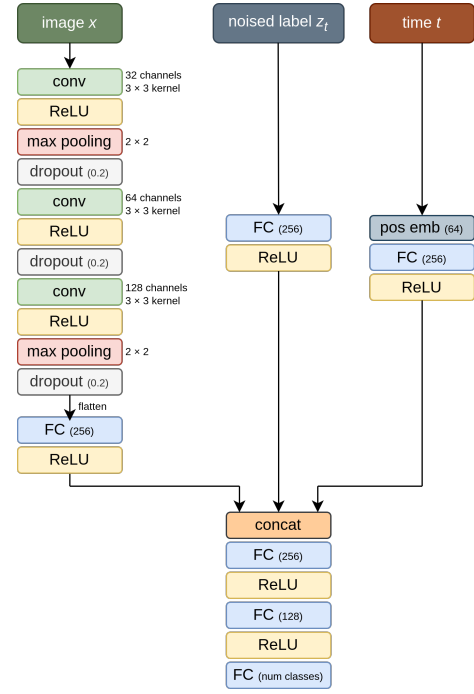 image x
conv
32 channels
3 × 3 kernel
ReLU
max pooling
2 × 2
dropout (0.2)
conv
64 channels
3 × 3 kernel
ReLU
dropout (0.2)
conv
128 channels
3 × 3 kernel
ReLU
max pooling
2 × 2
dropout (0.2)
flatten
FC (256)
ReLU
noised label z_t
FC (256)
ReLU
time t
pos emb (64)
FC (256)
ReLU
concat
FC (256)
ReLU
FC (128)
ReLU
FC (num classes)